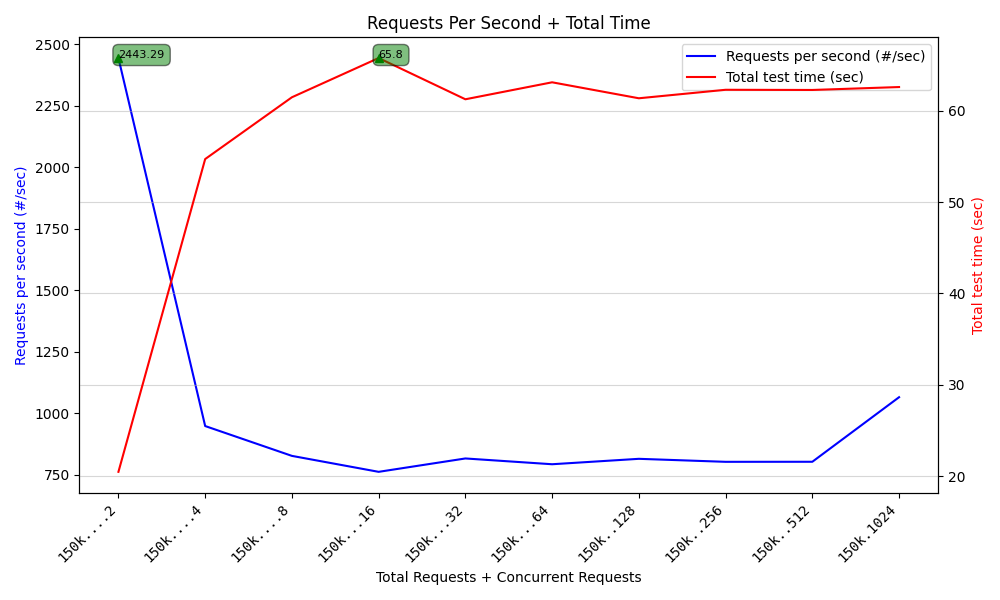 Requests Per Second + Total Time
2443.29
65.8
Requests per second (#/sec)
Total test time (sec)
2500
2250
2000
1750
1500
1250
1000
750
Requests per second (#/sec)
60
50
40
30
20
Total test time (sec)
150k....2
150k....4
150k....8
150k...16
150k...32
150k...64
150k..128
150k..256
150k..512
150k.1024
Total Requests + Concurrent Requests